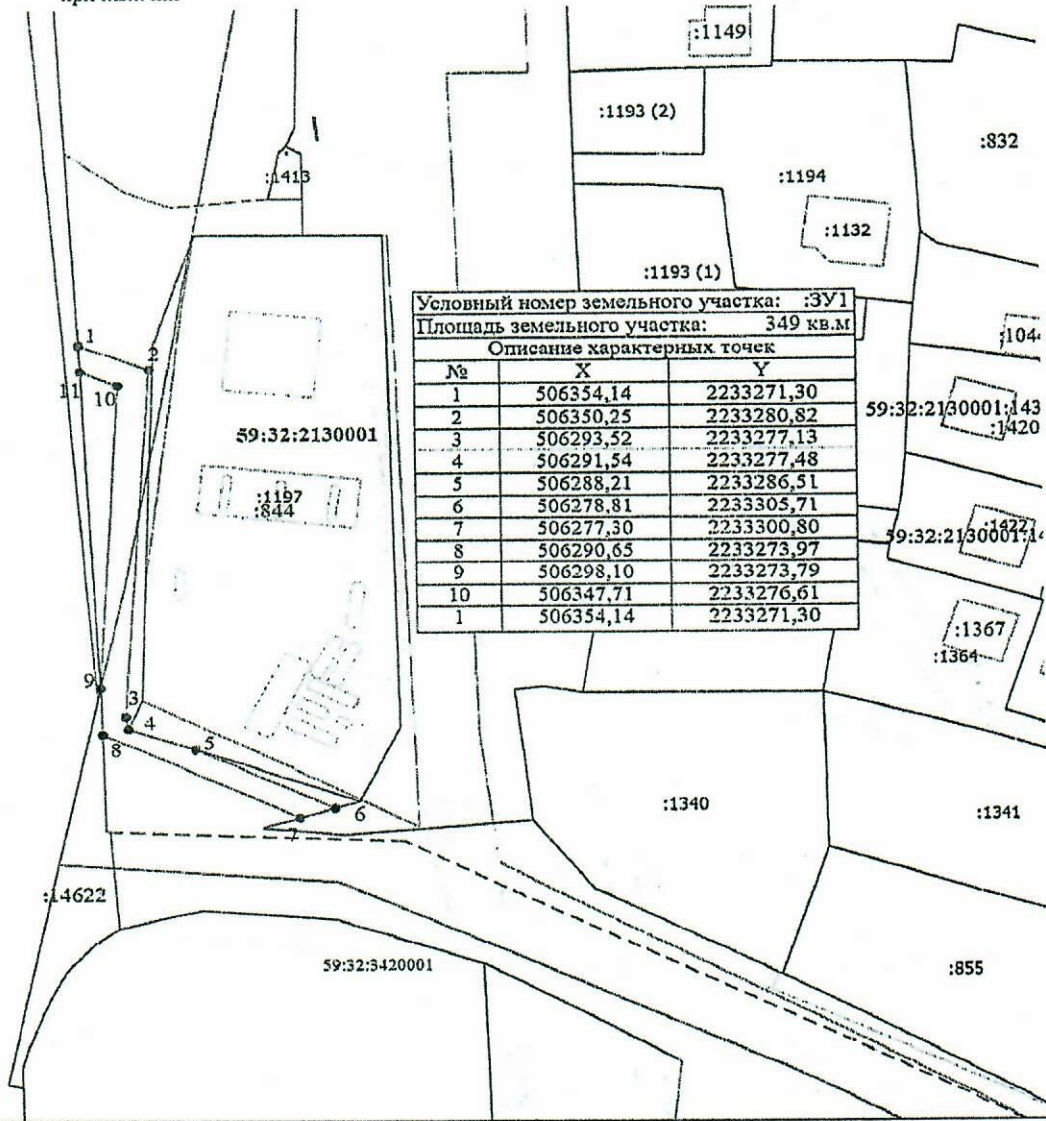 :1149
:1193 (2)
:832
:1413
:1194
:1132
:1193 (1)
Условный номер земельного участка: :ЗУ1
Площадь земельного участка: 349 кв.м
Описание характерных точек
№ X Y
1 506354,14 2233271,30
2 506350,25 2233280,82
3 506293,52 2233277,13
4 506291,54 2233277,48
5 506288,21 2233286,51
6 506278,81 2233305,71
7 506277,30 2233300,80
8 506290,65 2233273,97
9 506298,10 2233273,79
10 506347,71 2233276,61
1 506354,14 2233271,30
1
2
11
10
59:32:2130001
:1197
:844
59:32:2130001:143
:1420
:1422
59:32:2130001:14
:1367
:1364
9
3
4
8
5
6
7
:1340
:1341
:14622
59:32:3420001
:855